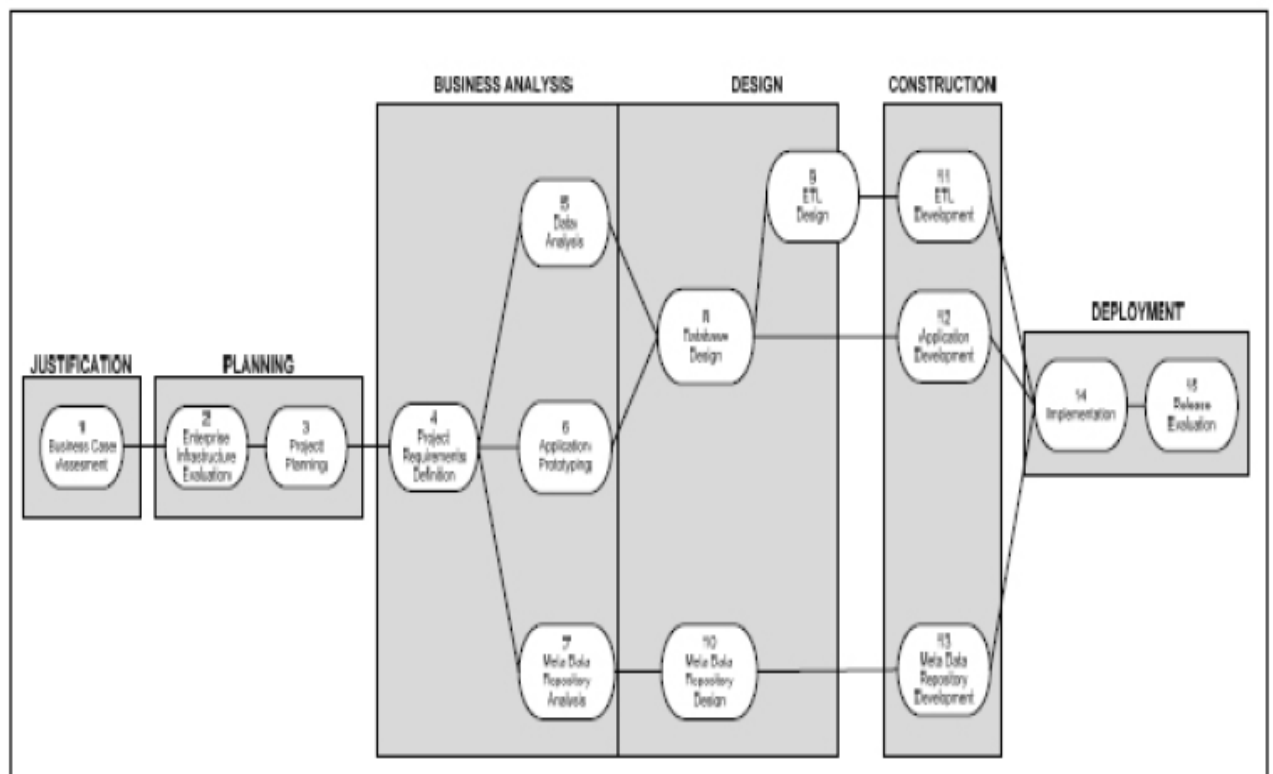 BUSINESS ANALYSIS
DESIGN
CONSTRUCTION
DEPLOYMENT
JUSTIFICATION
PLANNING
1
Business Case
Assesment
2
Enterprise
Infrastructure
Evaluation
3
Project
Planning
4
Project
Requirements
Definition
5
Data
Analysis
6
Application
Prototyping
7
Meta Data
Repository
Analysis
8
Database
Design
9
ETL
Design
10
Meta Data
Repository
Design
11
ETL
Development
12
Application
Development
13
Meta Data
Repository
Development
14
Implementation
15
Release
Evaluation